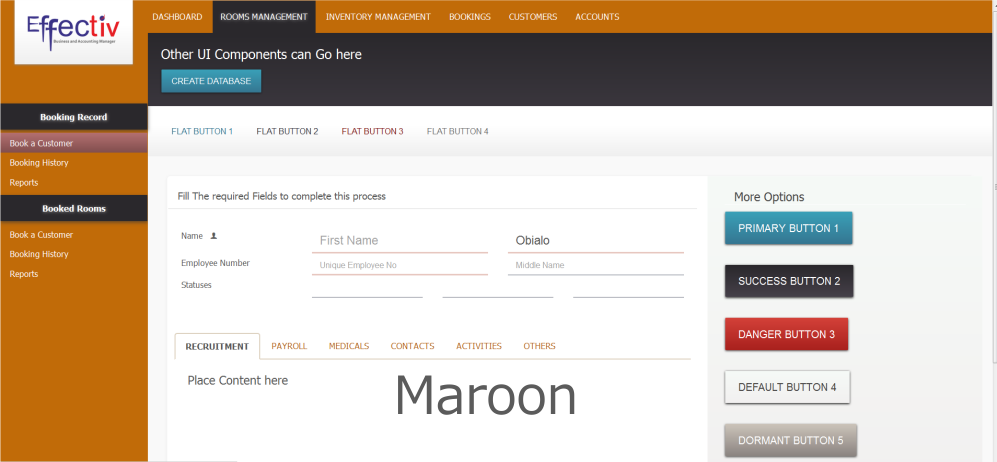 Effectiv
Business and Accounting Manager
DASHBOARD ROOMS MANAGEMENT INVENTORY MANAGEMENT BOOKINGS CUSTOMERS ACCOUNTS
Other UI Components can Go here
CREATE DATABASE
Booking Record
Book a Customer
Booking History
Reports
Booked Rooms
Book a Customer
Booking History
Reports
FLAT BUTTON 1 FLAT BUTTON 2 FLAT BUTTON 3 FLAT BUTTON 4
Fill The required Fields to complete this process
Name First Name Obialo
Employee Number Unique Employee No Middle Name
Statuses
RECRUITMENT PAYROLL MEDICALS CONTACTS ACTIVITIES OTHERS
Place Content here
Maroon
More Options
PRIMARY BUTTON 1
SUCCESS BUTTON 2
DANGER BUTTON 3
DEFAULT BUTTON 4
DORMANT BUTTON 5